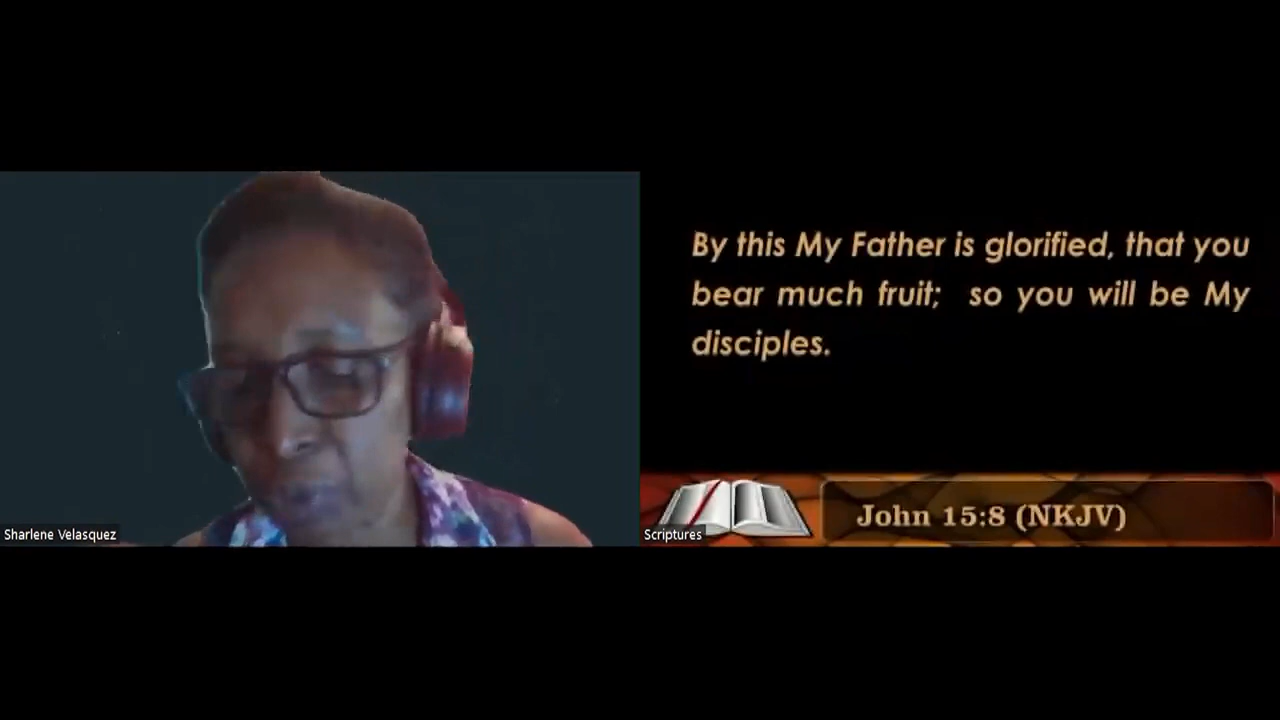 By this My Father is glorified, that you
bear much fruit;  so you will be My
disciples.
John 15:8 (NKJV)
Sharlene Velasquez
Scriptures